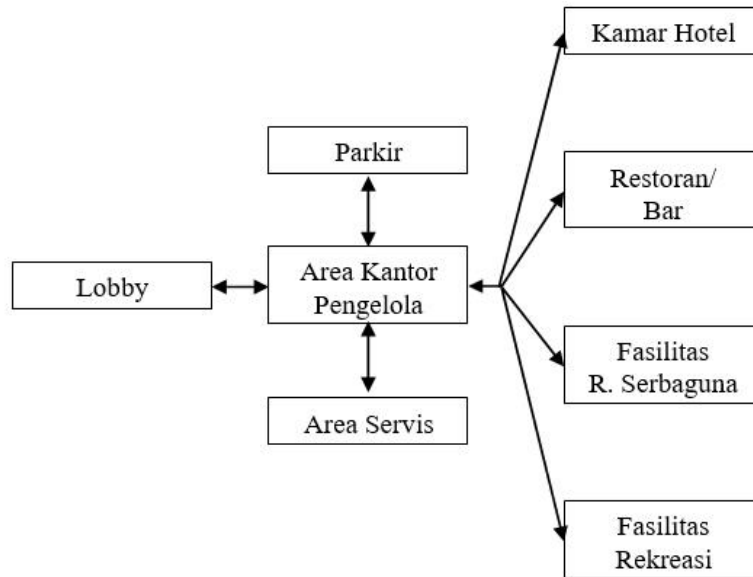 Kamar Hotel
Parkir
Restoran/
Bar
Lobby
Area Kantor
Pengelola
Fasilitas
R. Serbaguna
Area Servis
Fasilitas
Rekreasi